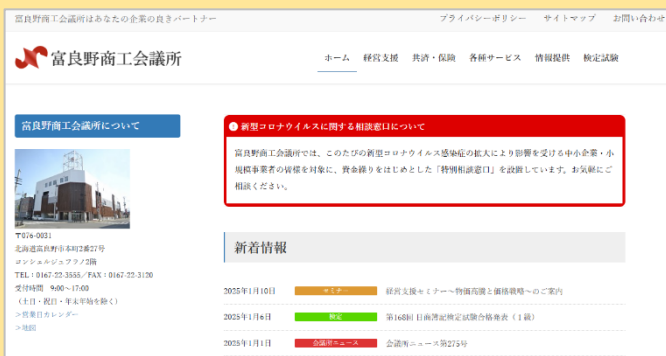 富良野商工会議所はあなたの企業の良きパートナー
プライバシーポリシー サイトマップ お問い合わせ
富良野商工会議所
ホーム 経営支援 共済・保険 各種サービス 情報提供 検定試験
富良野商工会議所について
〒076-0031
北海道富良野市本町2番27号
コンシェルジュフラノ2階
TEL：0167-22-3555／FAX：0167-22-3120
受付時間 9:00～17:00
（土日・祝日・年末年始を除く）
>営業日カレンダー
>地図
新型コロナウイルスに関する相談窓口について
富良野商工会議所では、このたびの新型コロナウイルス感染症の拡大により影響を受ける中小企業・小
規模事業者の皆様を対象に、資金繰りをはじめとした「特別相談窓口」を設置しています。お気軽にご
相談ください。
新着情報
2025年1月10日 セミナー 経営支援セミナー～物価高騰と価格戦略～のご案内
2025年1月6日 検定 第168回 日商簿記検定試験合格発表（１級）
2025年1月1日 会議所ニュース 会議所ニュース第275号